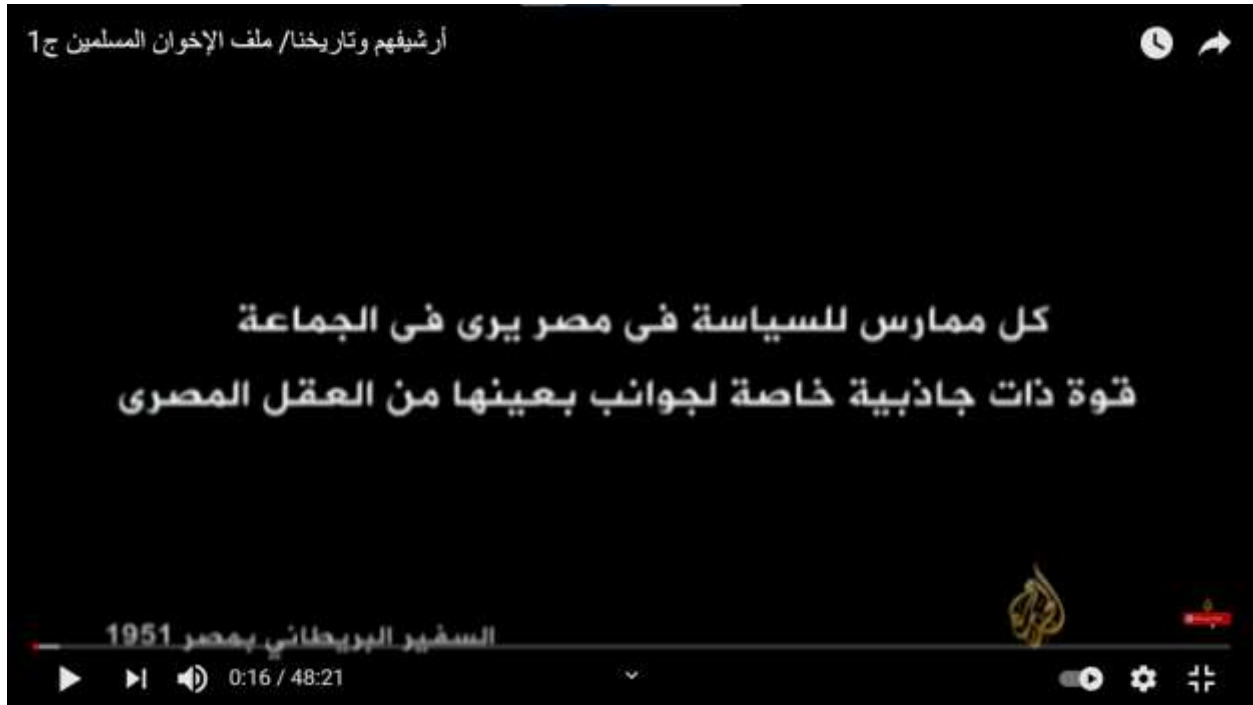 أرشيفهم وتاريخنا/ ملف الإخوان المسلمين ج1
كل ممارس للسياسة فى مصر يرى فى الجماعة
قوة ذات جاذبية خاصة لجوانب بعينها من العقل المصرى
السفير البريطاني بمصر 1951
0:16 / 48:21